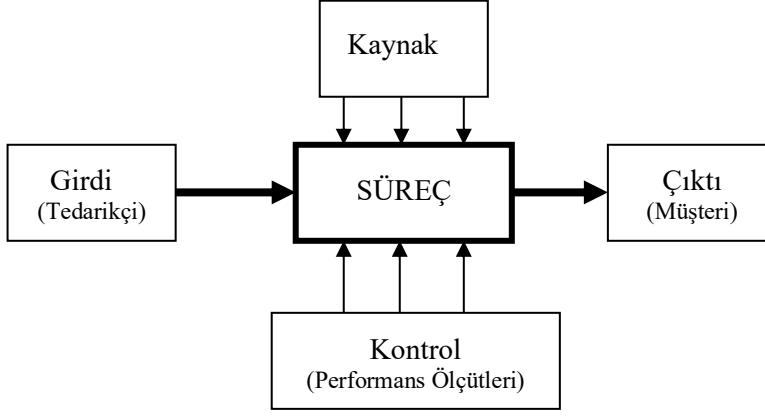 Kaynak
Girdi
(Tedarikçi)
SÜREÇ
Çıktı
(Müşteri)
Kontrol
(Performans Ölçütleri)